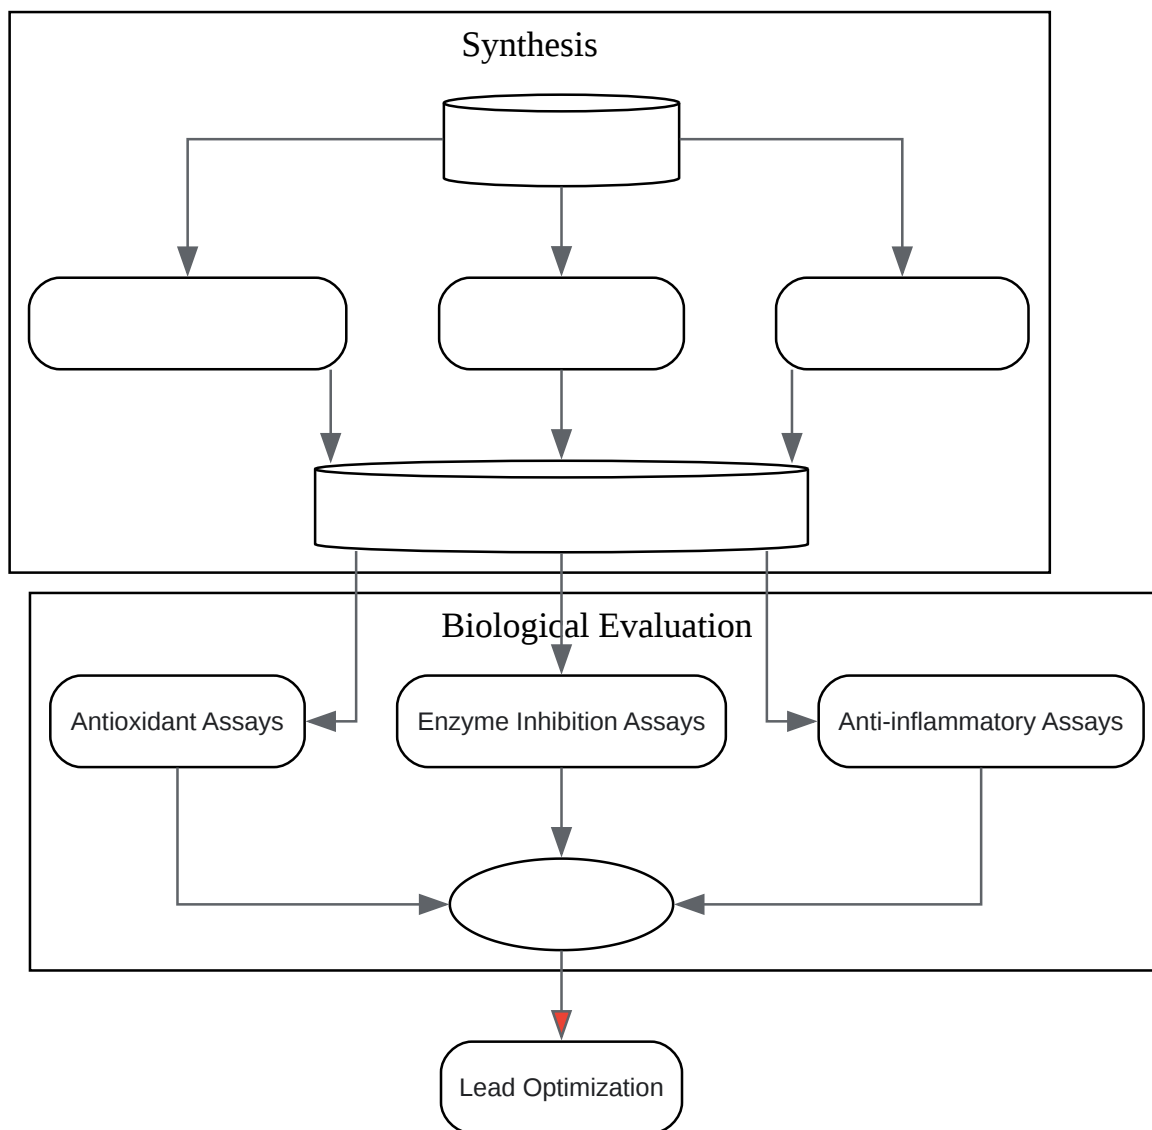 Synthesis
Biological Evaluation
Antioxidant Assays
Enzyme Inhibition Assays
Anti-inflammatory Assays
Lead Optimization